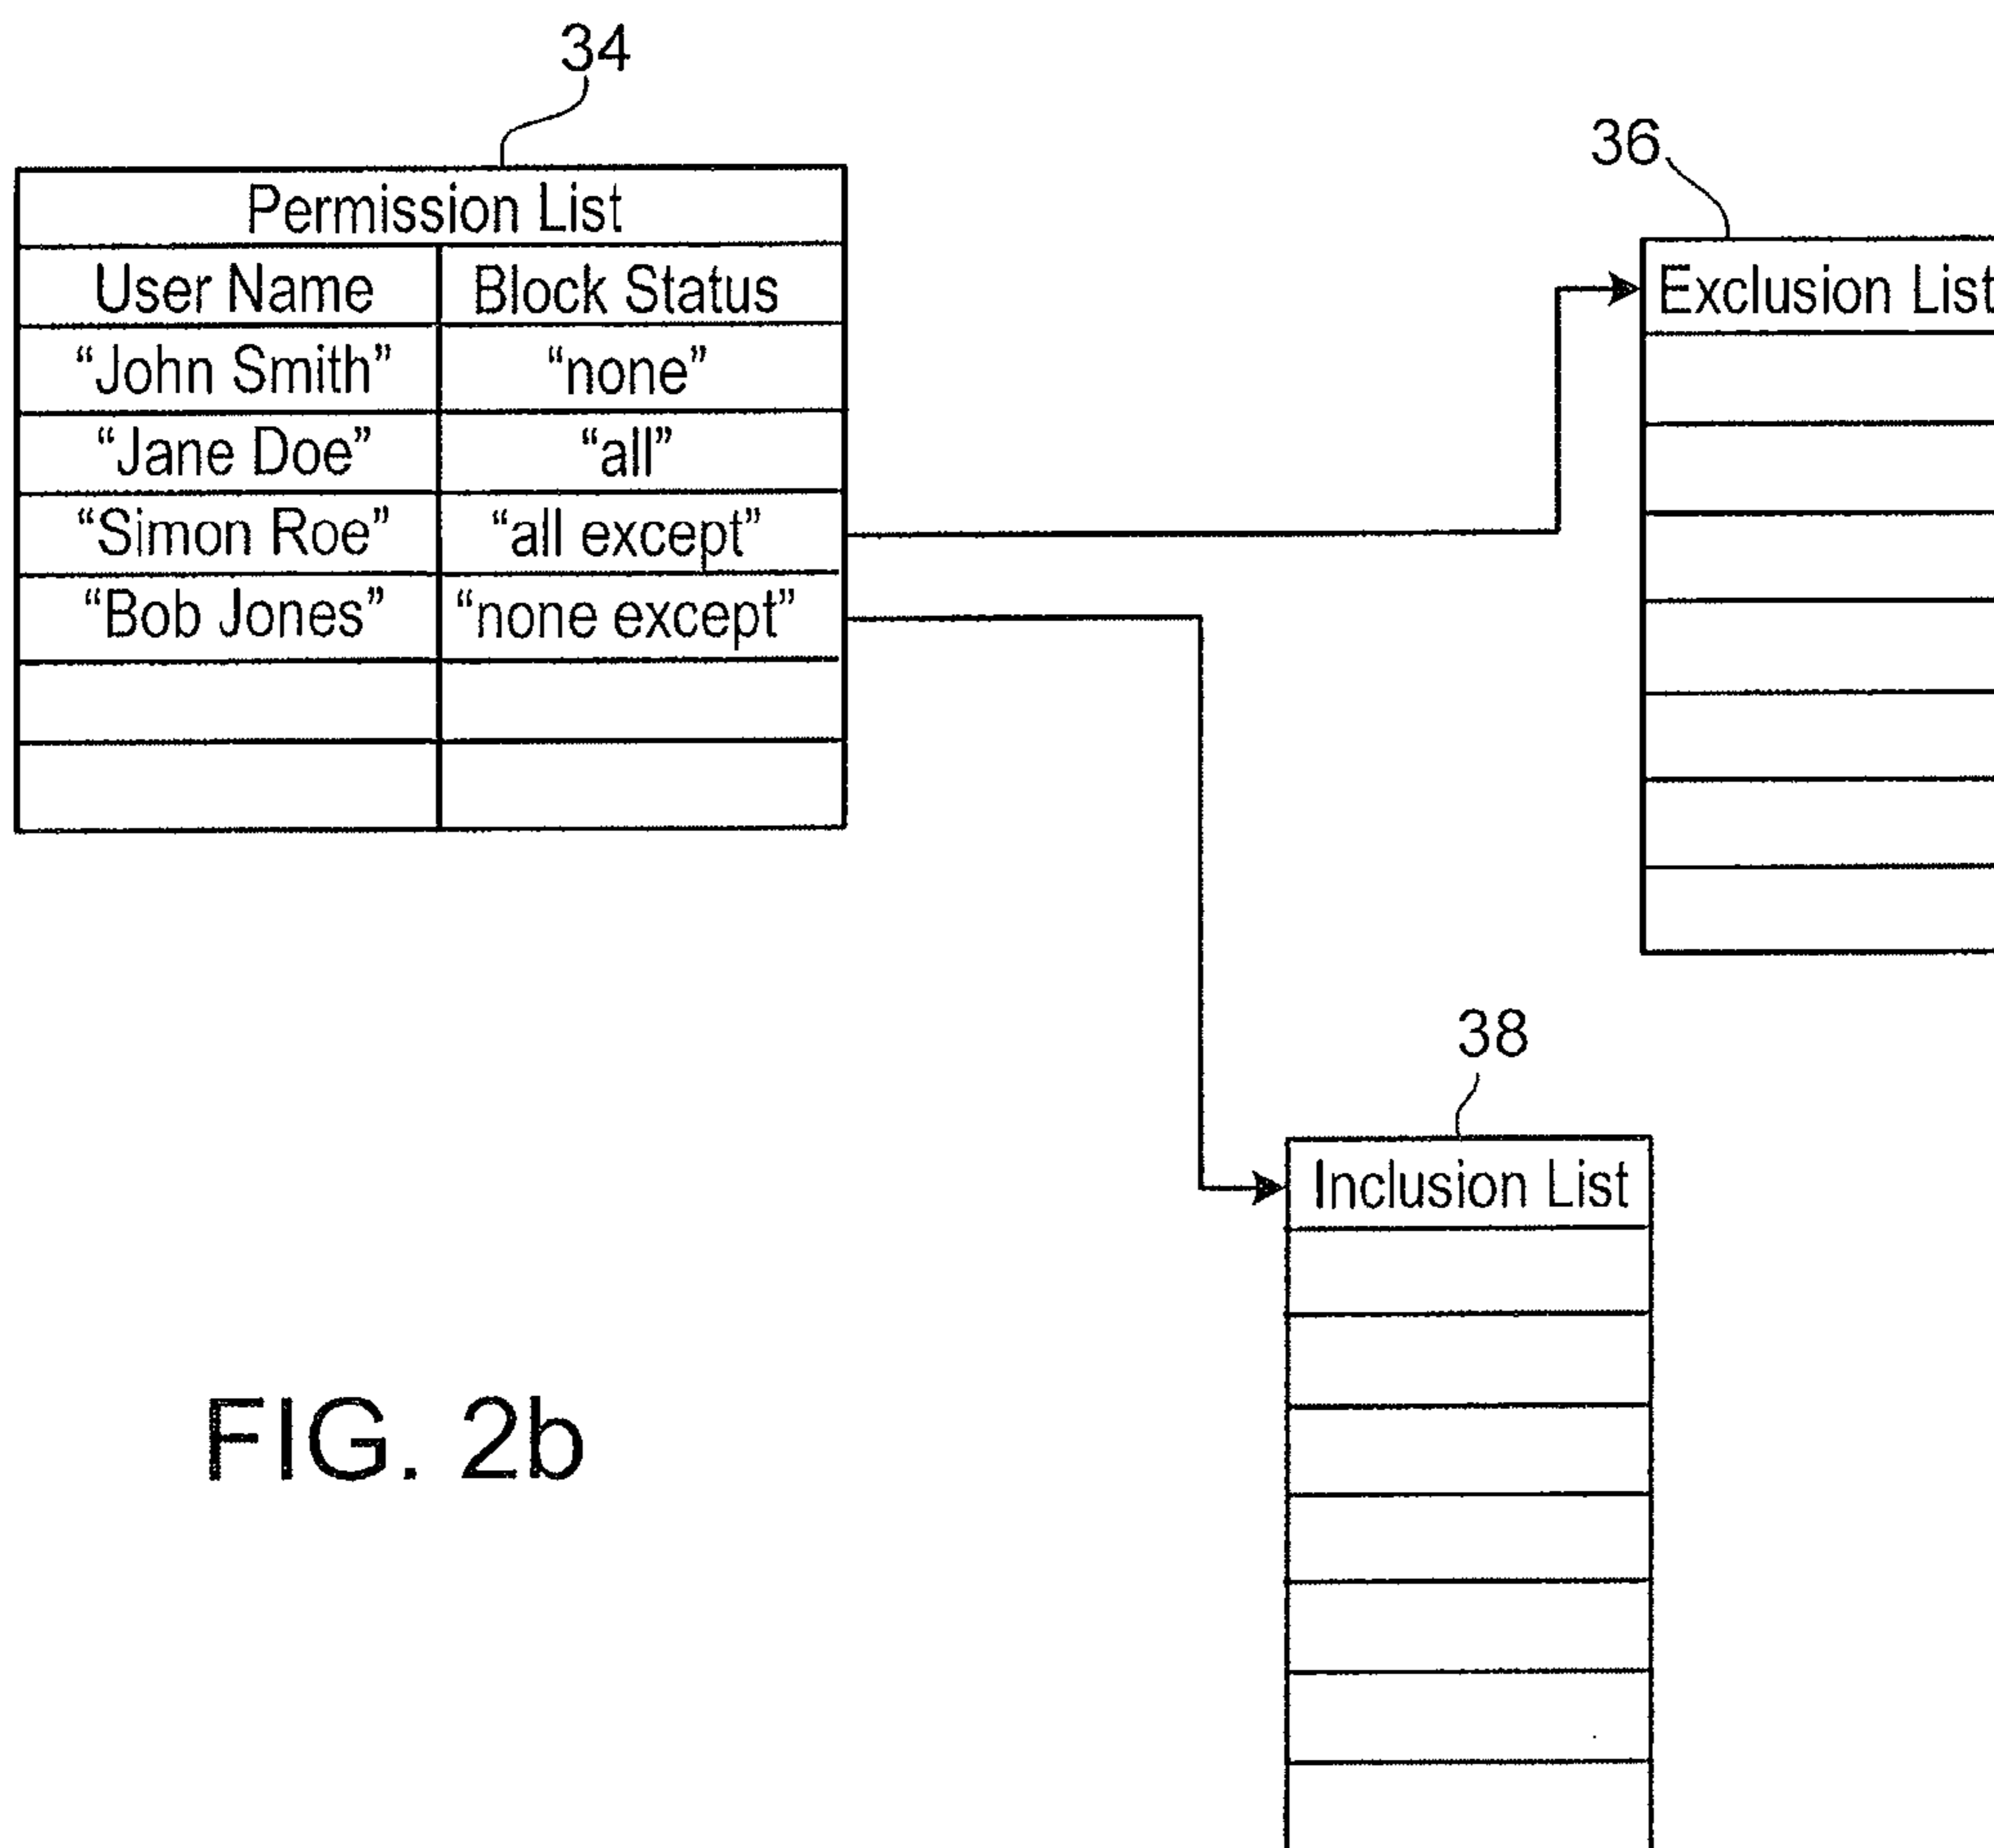 34
Permission List
User Name Block Status
“John Smith” “none”
“Jane Doe” “all”
“Simon Roe” “all except”
“Bob Jones” “none except”
36
Exclusion List
38
Inclusion List
FIG. 2b